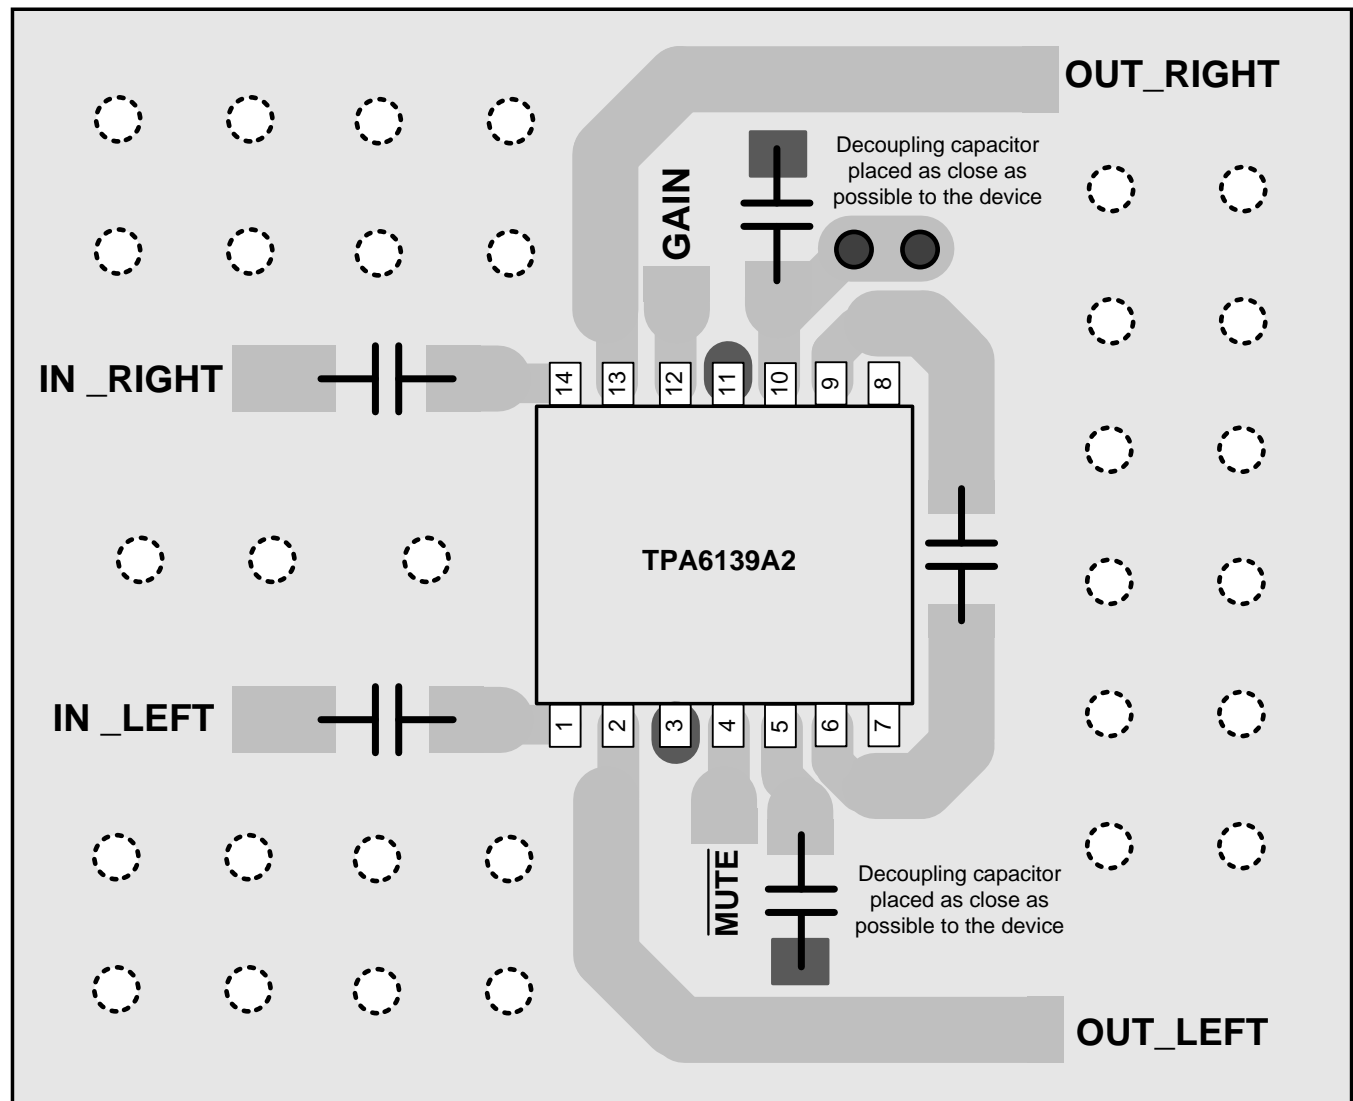 OUT_RIGHT
Decoupling capacitor
placed as close as
possible to the device
GAIN
IN _RIGHT
14
13
12
11
10
9
8
TPA6139A2
IN _LEFT
1
2
3
4
5
6
7
MUTE
Decoupling capacitor
placed as close as
possible to the device
OUT_LEFT